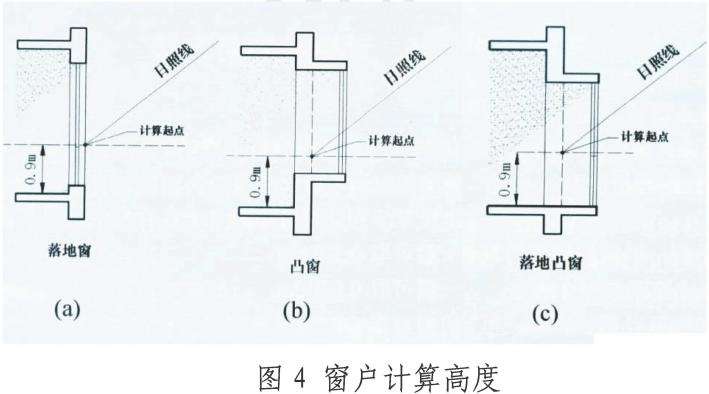 日照线
计算起点
0.9m
落地窗
(a)
日照线
计算起点
0.9m
凸窗
(b)
日照线
计算起点
0.9m
落地凸窗
(c)
图 4 窗户计算高度